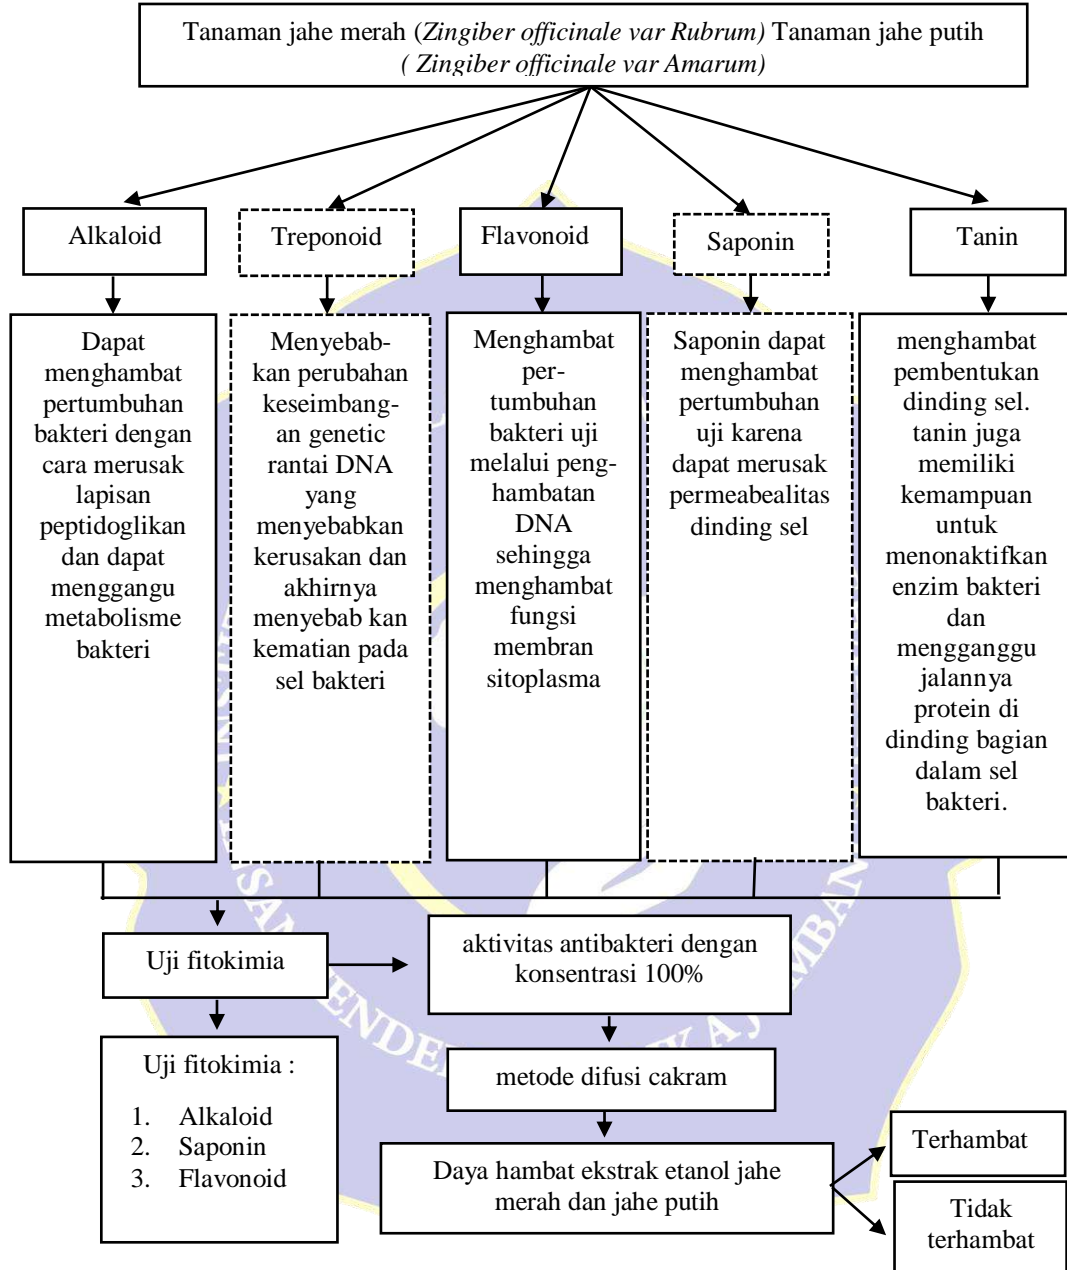 Tanaman jahe merah (Zingiber officinale var Rubrum) Tanaman jahe putih
( Zingiber officinale var Amarum)
Alkaloid
Treponoid
Flavonoid
Saponin
Tanin
Dapat
menghambat
pertumbuhan
bakteri dengan
cara merusak
lapisan
peptidoglikan
dan dapat
menggangu
metabolisme
bakteri
Menyebab-
kan perubahan
keseimbang-
an genetic
rantai DNA
yang
menyebabkan
kerusakan dan
akhirnya
menyebab kan
kematian pada
sel bakteri
Menghambat
per-
tumbuhan
bakteri uji
melalui peng-
hambatan
DNA
sehingga
menghambat
fungsi
membran
sitoplasma
Saponin dapat
menghambat
pertumbuhan
uji karena
dapat merusak
permeabealitas
dinding sel
menghambat
pembentukan
dinding sel.
tanin juga
memiliki
kemampuan
untuk
menonaktifkan
enzim bakteri
dan
mengganggu
jalannya
protein di
dinding bagian
dalam sel
bakteri.
Uji fitokimia
aktivitas antibakteri dengan
konsentrasi 100%
Uji fitokimia :
1. Alkaloid
2. Saponin
3. Flavonoid
metode difusi cakram
Daya hambat ekstrak etanol jahe
merah dan jahe putih
Terhambat
Tidak
terhambat